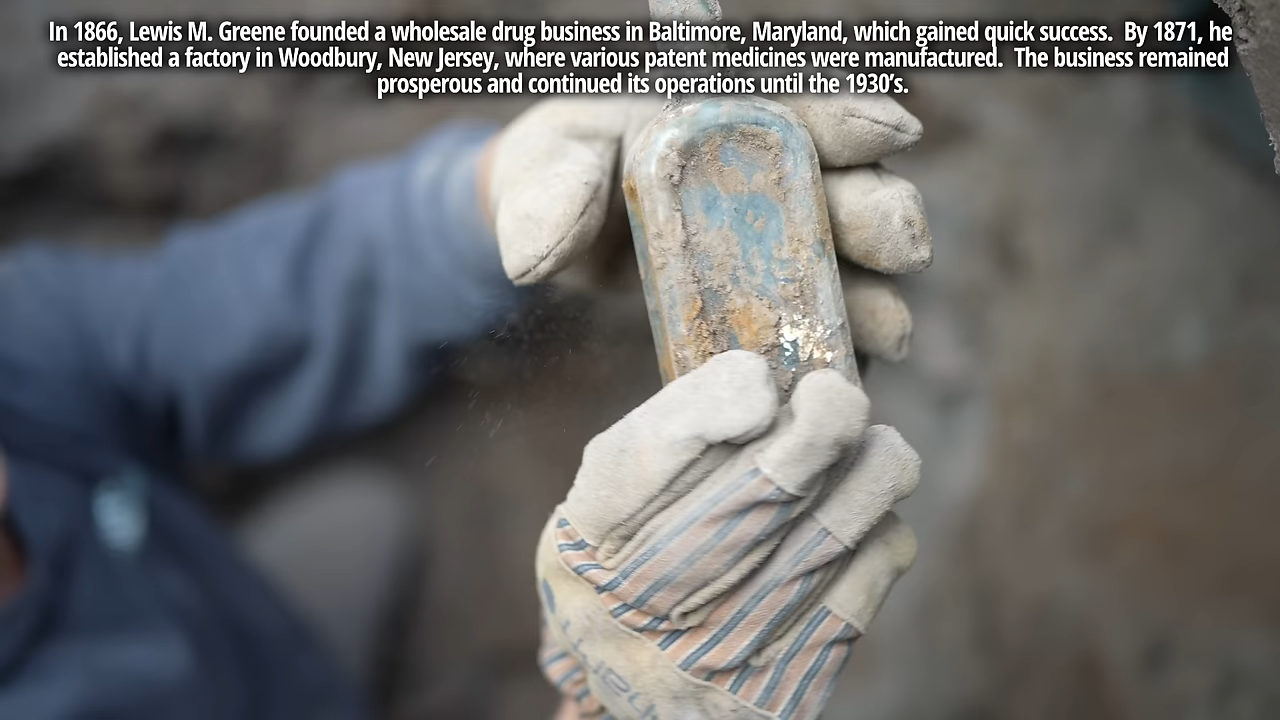 In 1866, Lewis M. Greene founded a wholesale drug business in Baltimore, Maryland, which gained quick success.  By 1871, he
established a factory in Woodbury, New Jersey, where various patent medicines were manufactured.  The business remained
prosperous and continued its operations until the 1930’s.